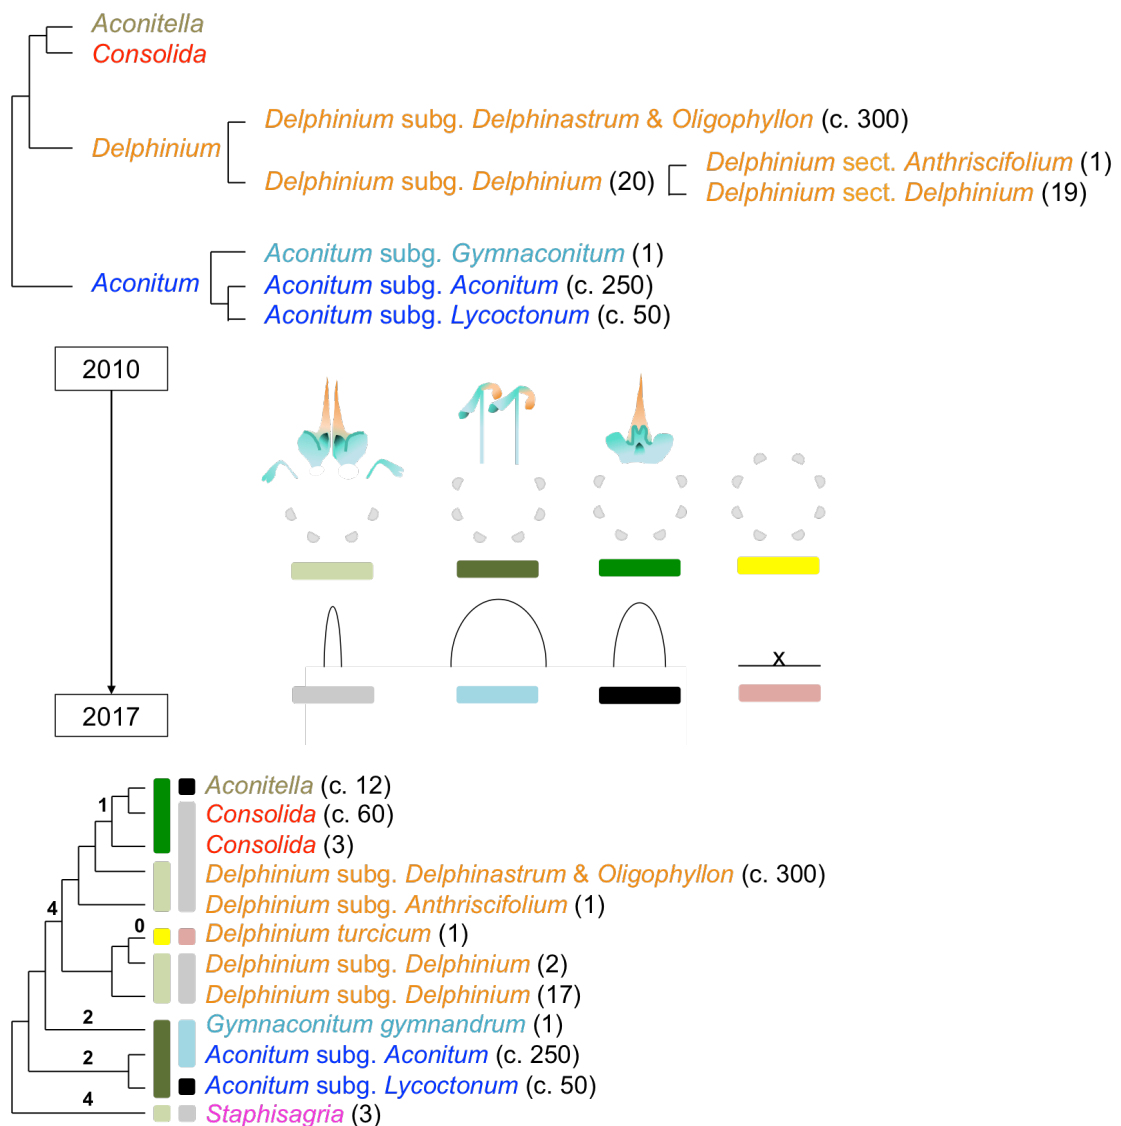 Aconitella
Consolida
Delphinium subg. Delphinastrum & Oligophyllon (c. 300)
Delphinium
Delphinium sect. Anthriscifolium (1)
Delphinium subg. Delphinium (20)
Delphinium sect. Delphinium (19)
Aconitum subg. Gymnaconitum (1)
Aconitum
Aconitum subg. Aconitum (c. 250)
Aconitum subg. Lycoctonum (c. 50)
2010
x
2017
Aconitella (c. 12)
1
Consolida (c. 60)
Consolida (3)
Delphinium subg. Delphinastrum & Oligophyllon (c. 300)
4
Delphinium subg. Anthriscifolium (1)
0
Delphinium turcicum (1)
Delphinium subg. Delphinium (2)
Delphinium subg. Delphinium (17)
2
Gymnaconitum gymnandrum (1)
2
Aconitum subg. Aconitum (c. 250)
Aconitum subg. Lycoctonum (c. 50)
4
Staphisagria (3)